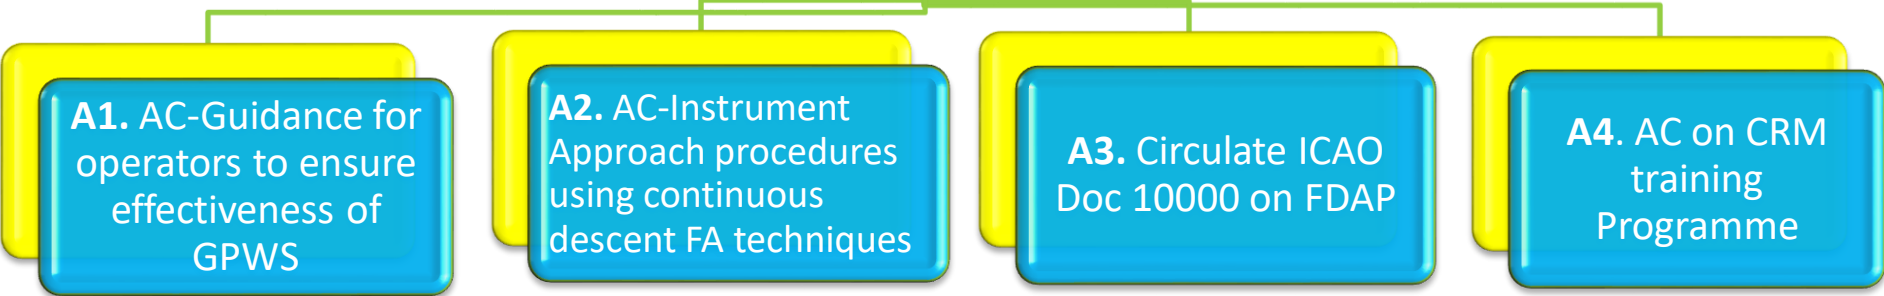 A1. AC-Guidance for
operators to ensure
effectiveness of
GPWS
A2. AC-Instrument
Approach procedures
using continuous
descent FA techniques
A3. Circulate ICAO
Doc 10000 on FDAP
A4. AC on CRM
training
Programme